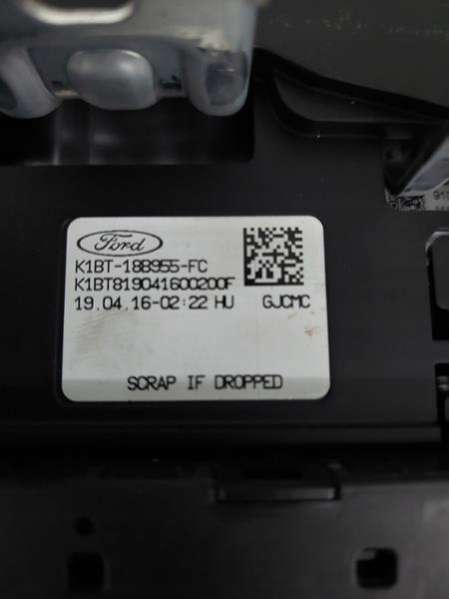 Ford
K1BT-18B955-FC
K1BT819041600200F
19.04.16-02:22 HU GJCMC
SCRAP IF DROPPED